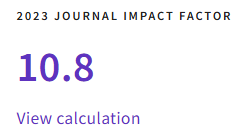 2023 JOURNAL IMPACT FACTOR
10.8
View calculation